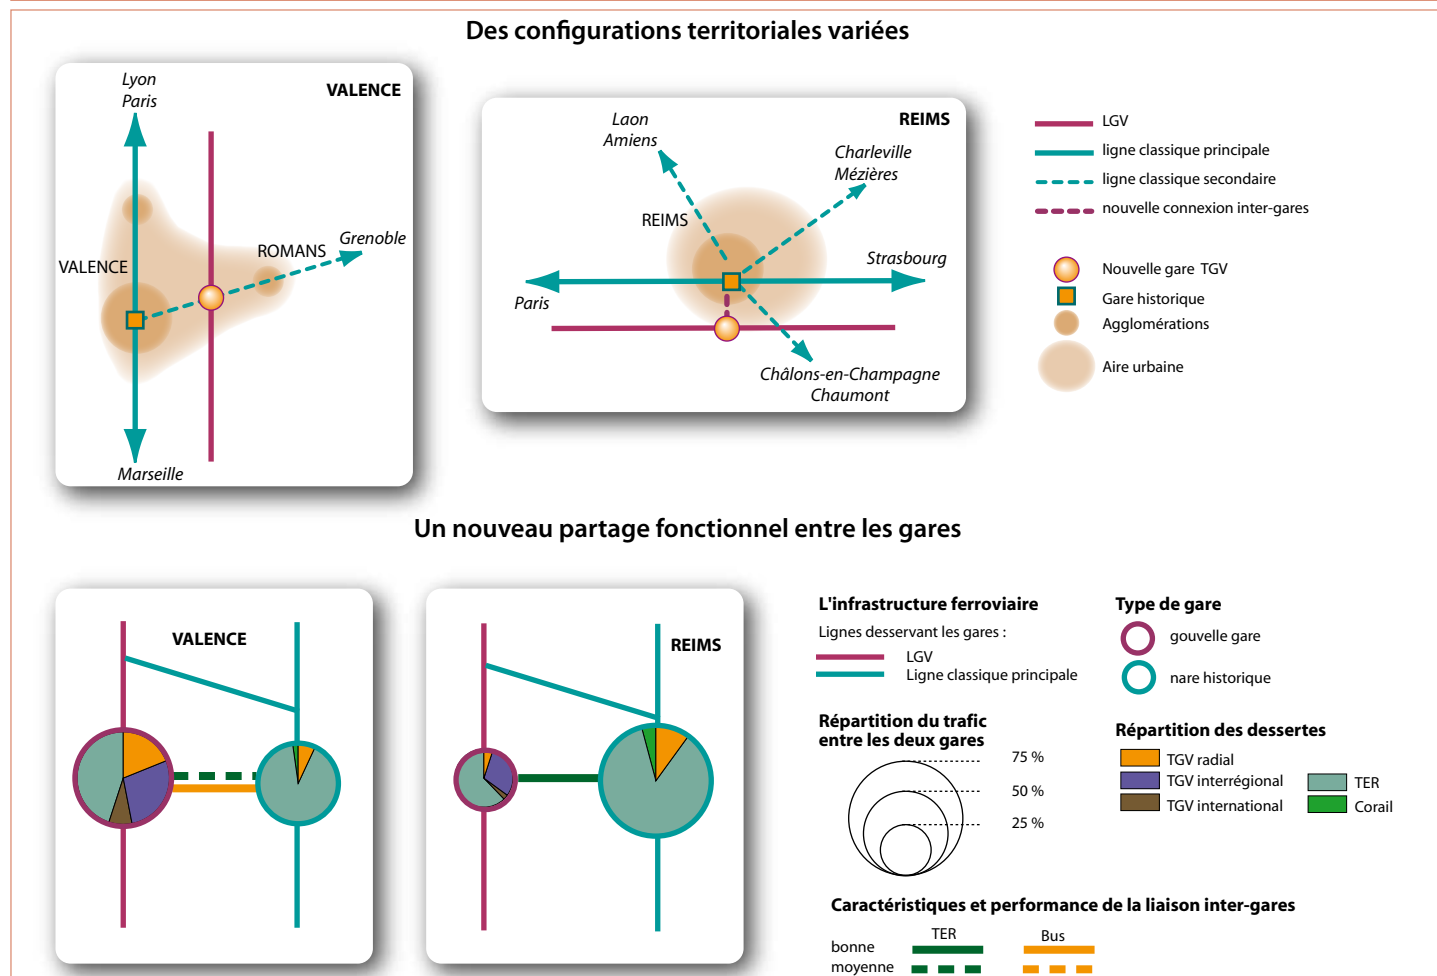 Des configurations territoriales variées
Lyon
Paris
VALENCE
VALENCE
ROMANS
Grenoble
Marseille
REIMS
Laon
Amiens
Charleville
Mézières
REIMS
Strasbourg
Paris
Châlons-en-Champagne
Chaumont
LGV
ligne classique principale
ligne classique secondaire
nouvelle connexion inter-gares
Nouvelle gare TGV
Gare historique
Agglomérations
Aire urbaine
Un nouveau partage fonctionnel entre les gares
VALENCE
REIMS
L'infrastructure ferroviaire
Lignes desservant les gares :
LGV
Ligne classique principale
Type de gare
gouvelle gare
nare historique
Répartition du trafic
entre les deux gares
75 %
50 %
25 %
Répartition des dessertes
TGV radial
TGV interrégional
TGV international
TER
Corail
Caractéristiques et performance de la liaison inter-gares
TER
Bus
bonne
moyenne